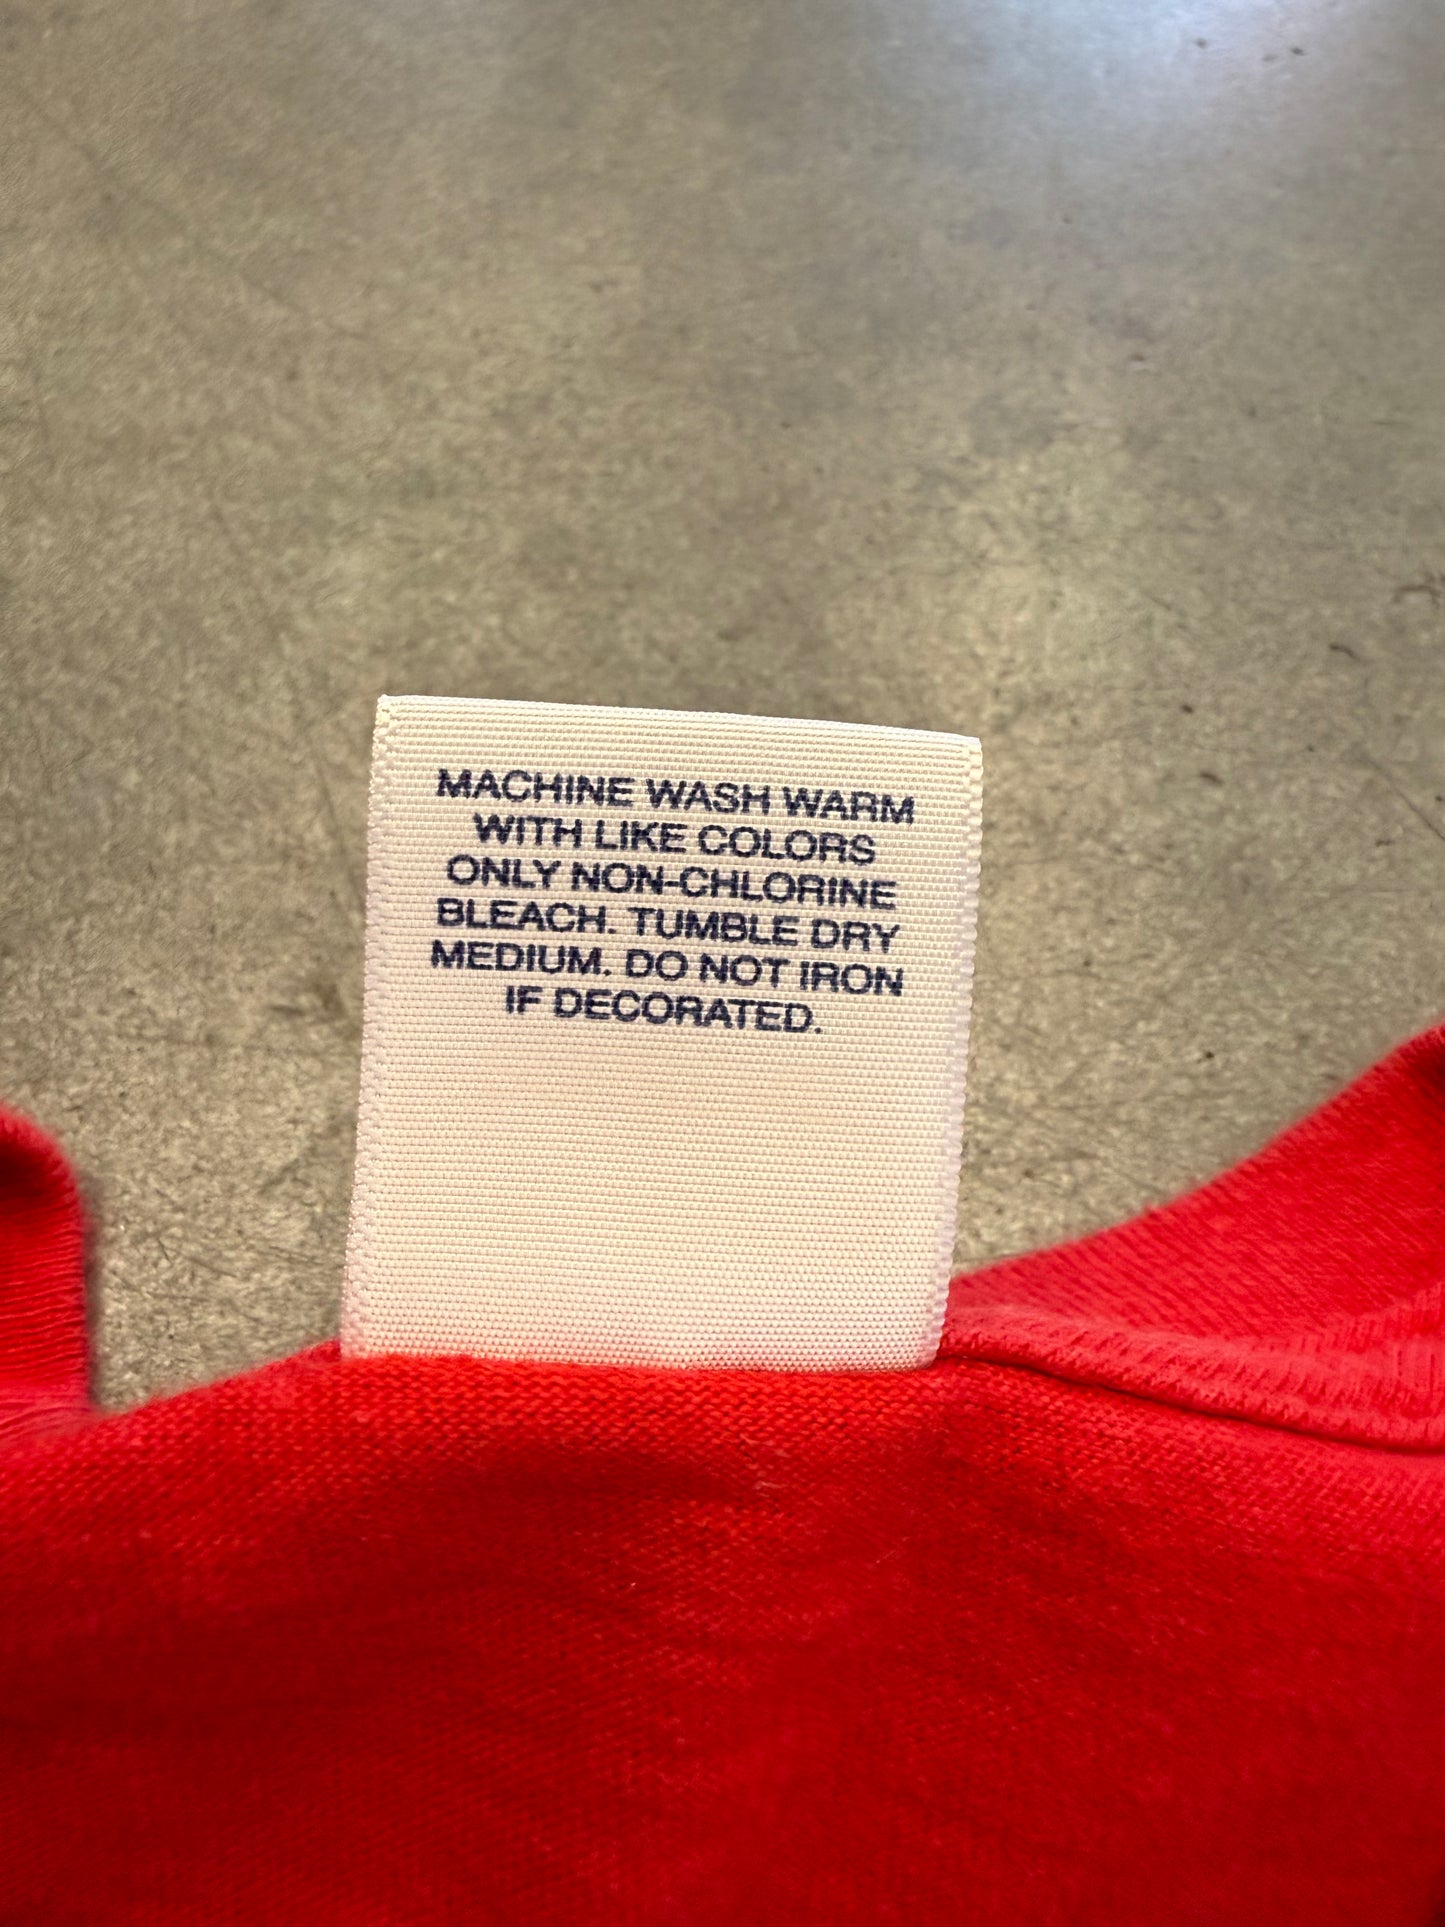 MACHINE WASH WARM
WITH LIKE COLORS
ONLY NON-CHLORINE
BLEACH. TUMBLE DRY
MEDIUM. DO NOT IRON
IF DECORATED.